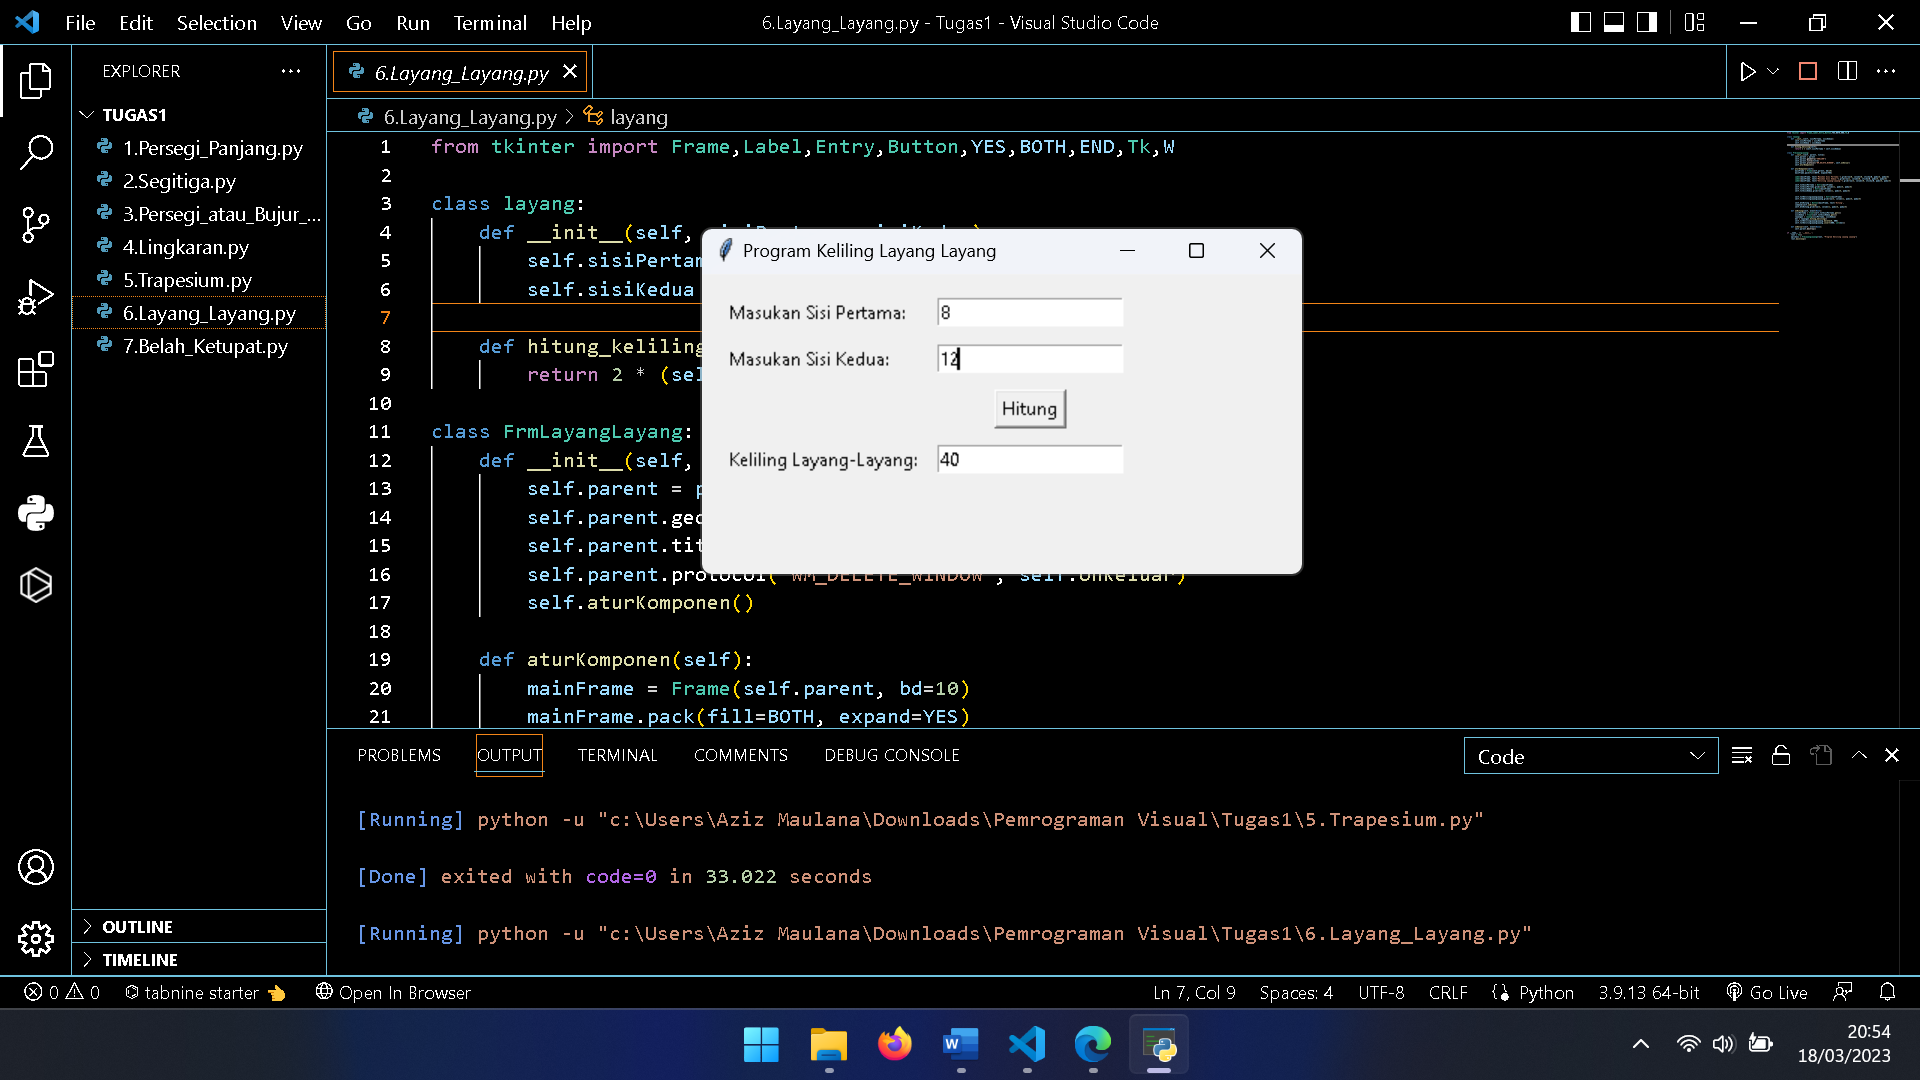 File Edit Selection View Go Run Terminal Help
6.Layang_Layang.py - Tugas1 - Visual Studio Code
EXPLORER
TUGAS1
1.Persegi_Panjang.py
2.Segitiga.py
3.Persegi_atau_Bujur_...
4.Lingkaran.py
5.Trapesium.py
6.Layang_Layang.py
7.Belah_Ketupat.py
OUTLINE
TIMELINE
6.Layang_Layang.py
6.Layang_Layang.py > layang
1 from tkinter import Frame,Label,Entry,Button,YES,BOTH,END,Tk,W
2
3 class layang:
4 def __init__(self,
5 self.sisiPertam
6 self.sisiKedua
7
8 def hitung_keliling
9 return 2 * (sel
10
11 class FrmLayangLayang:
12 def __init__(self,
13 self.parent = p
14 self.parent.geo
15 self.parent.tit
16 self.parent.protocol("WM_DELETE_WINDOW", self.onKeluar)
17 self.aturKomponen()
18
19 def aturKomponen(self):
20 mainFrame = Frame(self.parent, bd=10)
21 mainFrame.pack(fill=BOTH, expand=YES)
Program Keliling Layang Layang
Masukan Sisi Pertama: 8
Masukan Sisi Kedua: 12
Hitung
Keliling Layang-Layang: 40
PROBLEMS OUTPUT TERMINAL COMMENTS DEBUG CONSOLE
Code
[Running] python -u "c:\Users\Aziz Maulana\Downloads\Pemrograman Visual\Tugas1\5.Trapesium.py"
[Done] exited with code=0 in 33.022 seconds
[Running] python -u "c:\Users\Aziz Maulana\Downloads\Pemrograman Visual\Tugas1\6.Layang_Layang.py"
0 0 tabnine starter Open In Browser
Ln 7, Col 9 Spaces: 4 UTF-8 CRLF Python 3.9.13 64-bit Go Live
20:54
18/03/2023